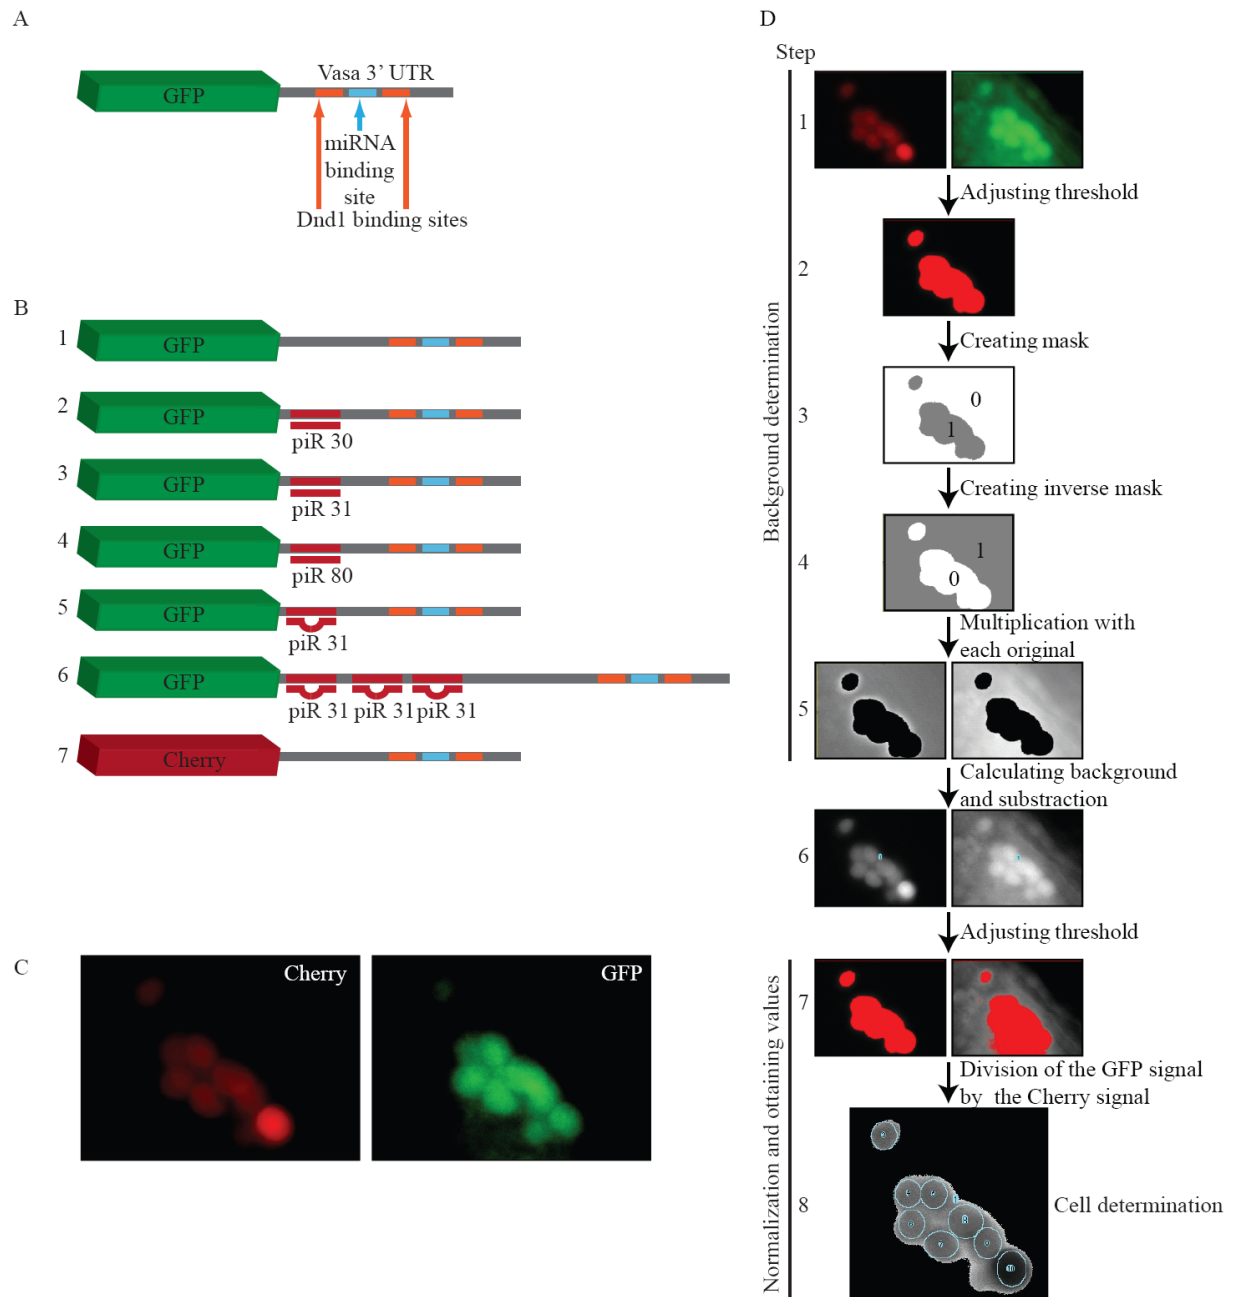 A
GFP
Vasa 3' UTR
miRNA
binding
site
Dnd1 binding sites
B
1
GFP
2
GFP
piR 30
3
GFP
piR 31
4
GFP
piR 80
5
GFP
piR 31
6
GFP
piR 31 piR 31 piR 31
7
Cherry
C
Cherry
GFP
D
Step
Background determination
1
Adjusting threshold
2
Creating mask
3
0
1
Creating inverse mask
4
1
0
Multiplication with
each original
5
Calculating background
and substraction
6
Adjusting threshold
Normalization and ottaining values
7
Division of the GFP signal
by the Cherry signal
8
Cell determination